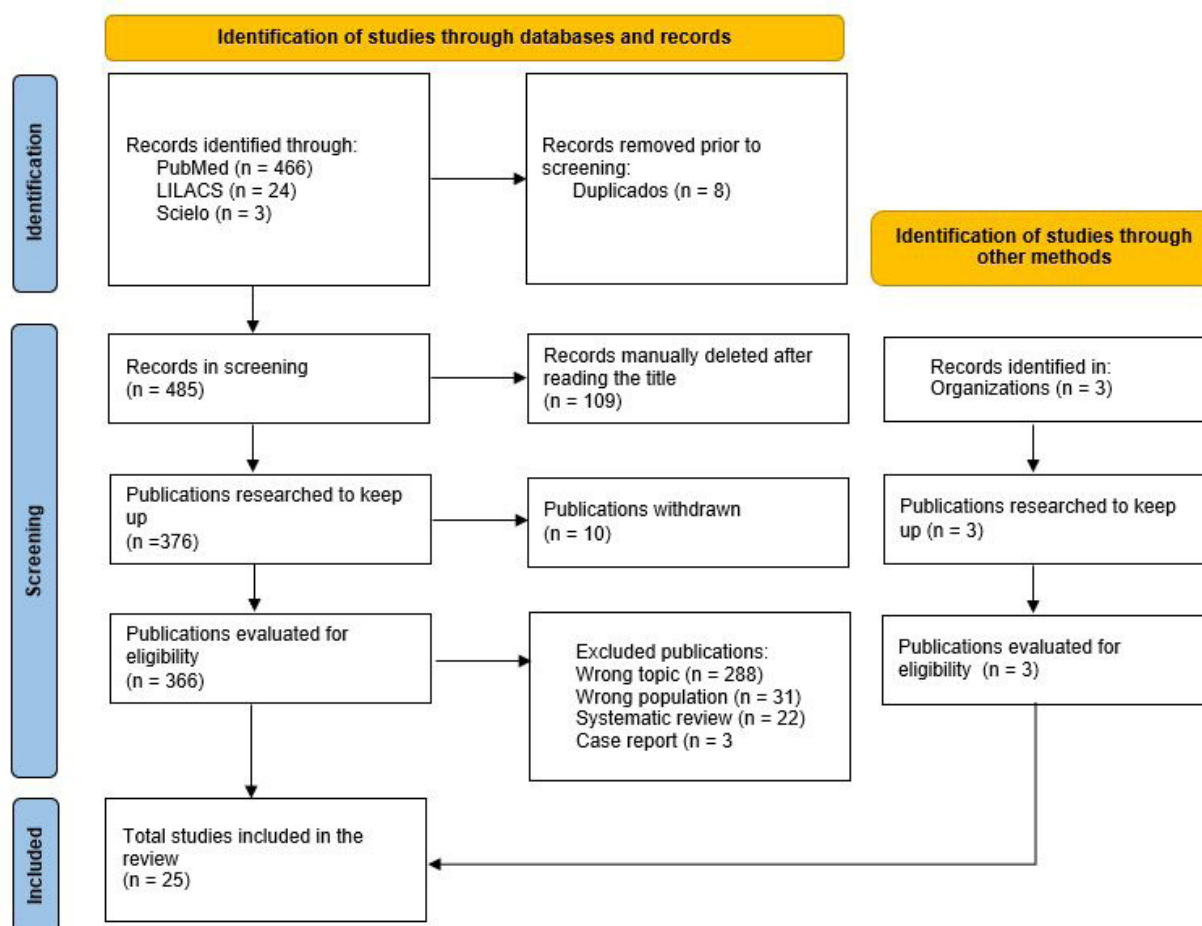 Identification of studies through databases and records
Identification
Records identified through:
PubMed (n = 466)
LILACS (n = 24)
Scielo (n = 3)
Records removed prior to
screening:
Duplicados (n = 8)
Identification of studies through
other methods
Screening
Records in screening
(n = 485)
Records manually deleted after
reading the title
(n = 109)
Records identified in:
Organizations (n = 3)
Publications researched to keep
up
(n =376)
Publications withdrawn
(n = 10)
Publications researched to keep
up (n = 3)
Publications evaluated for
eligibility
(n = 366)
Excluded publications:
Wrong topic (n = 288)
Wrong population (n = 31)
Systematic review (n = 22)
Case report (n = 3
Publications evaluated for
eligibility (n = 3)
Included
Total studies included in the
review
(n = 25)